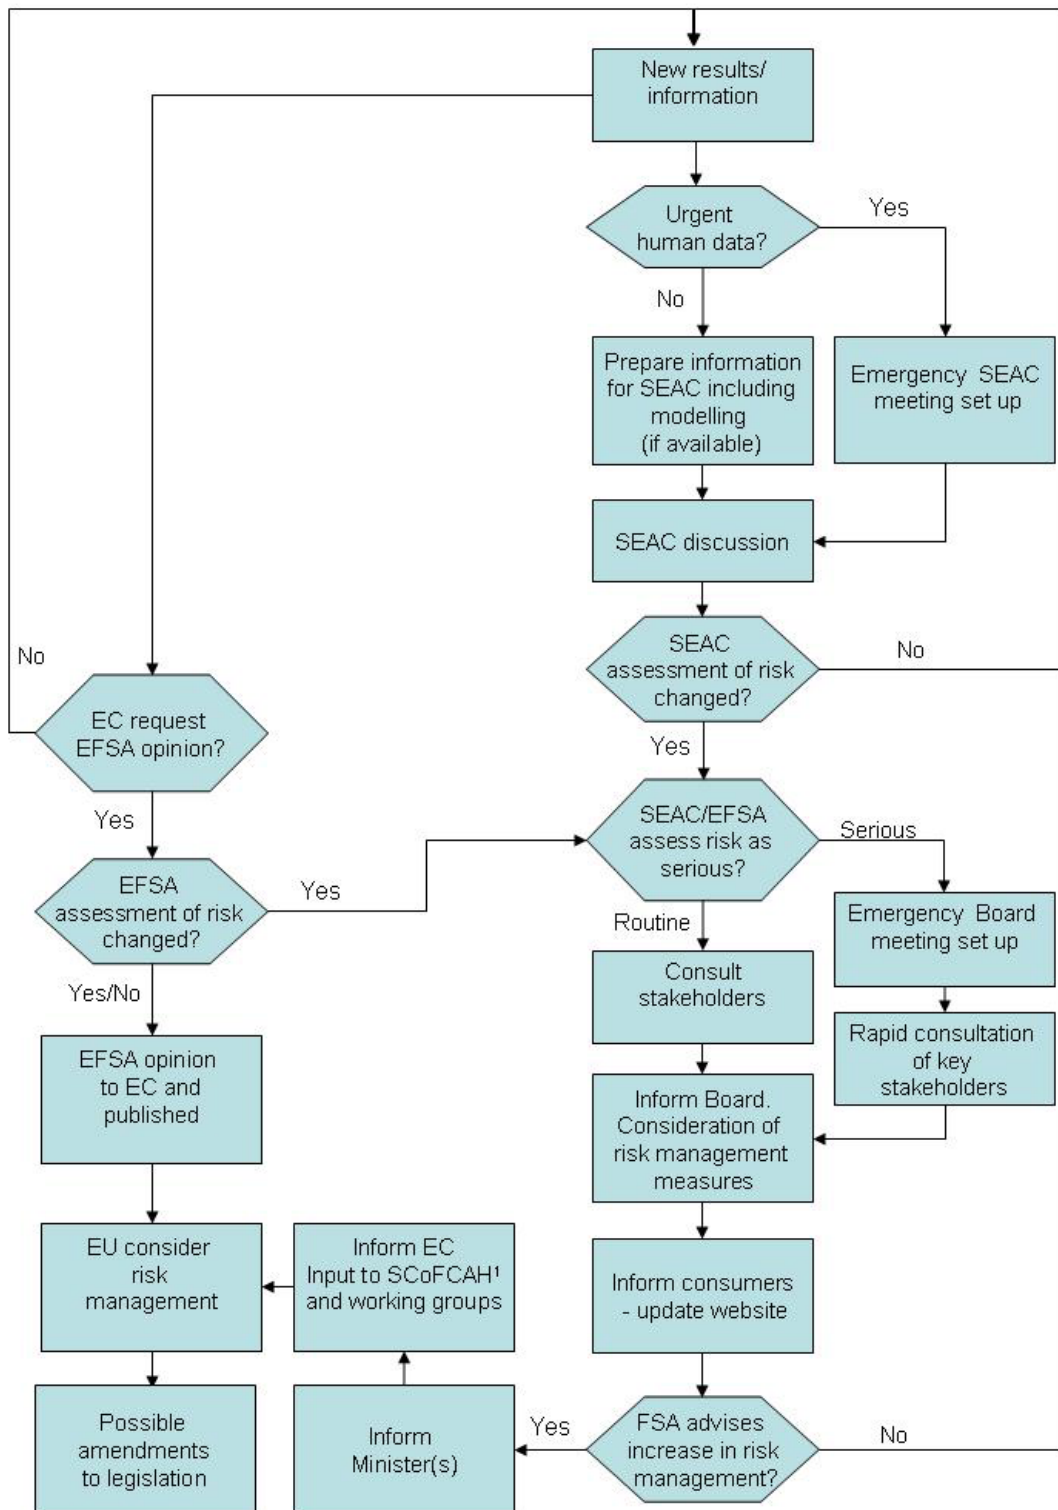 New results/
information
Urgent
human data?
Yes
No
Prepare information
for SEAC including
modelling
(if available)
Emergency SEAC
meeting set up
SEAC discussion
SEAC
assessment of risk
changed?
No
Yes
No
EC request
EFSA opinion?
Yes
EFSA
assessment of risk
changed?
Yes
Yes/No
SEAC/EFSA
assess risk as
serious?
Serious
Routine
Emergency Board
meeting set up
Consult
stakeholders
Rapid consultation
of key
stakeholders
EFSA opinion
to EC and
published
Inform Board.
Consideration of
risk management
measures
EU consider
risk
management
Inform EC
Input to SCoFCAH¹
and working groups
Inform consumers
- update website
Possible
amendments
to legislation
Inform
Minister(s)
Yes
FSA advises
increase in risk
management?
No